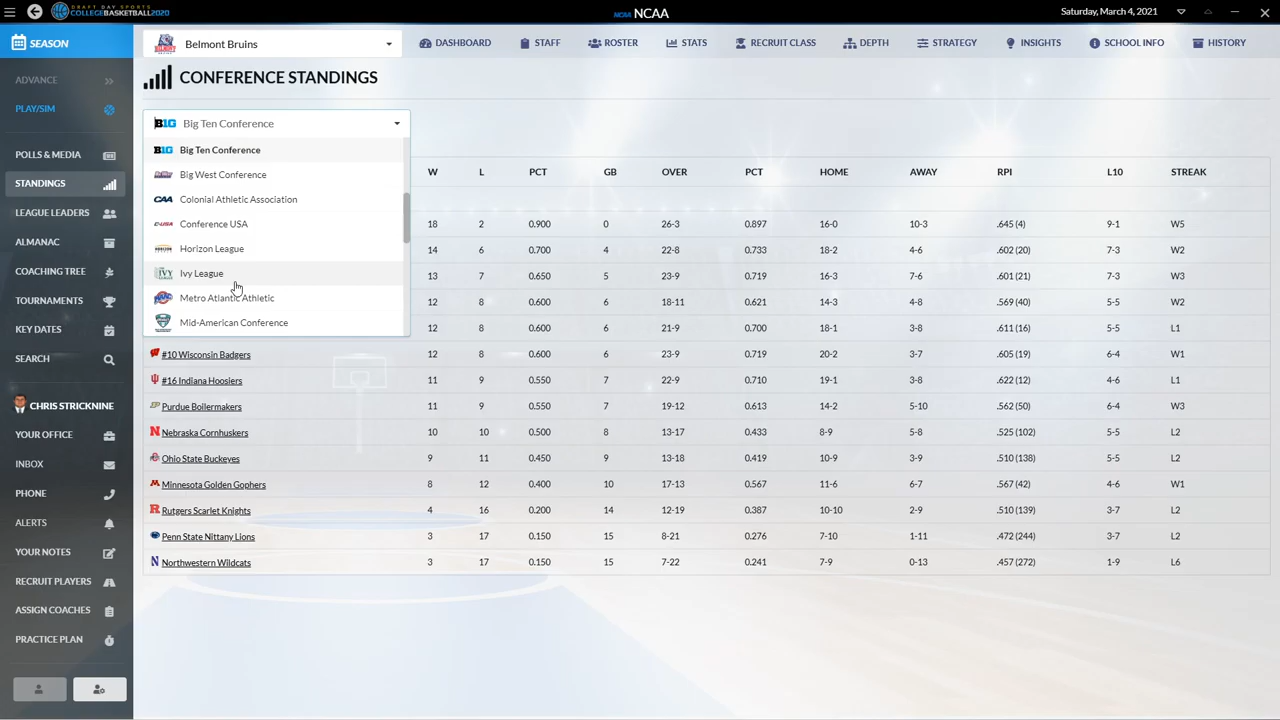 DRAFT DAY SPORTS
COLLEGE BASKETBALL 2020
NCAA NCAA
Saturday, March 4, 2021
SEASON
Belmont Bruins
DASHBOARD STAFF ROSTER STATS RECRUIT CLASS DEPTH STRATEGY INSIGHTS SCHOOL INFO HISTORY
ADVANCE
PLAY/SIM
POLLS & MEDIA
STANDINGS
LEAGUE LEADERS
ALMANAC
COACHING TREE
TOURNAMENTS
KEY DATES
SEARCH
CHRIS STRICKNINE
YOUR OFFICE
INBOX
PHONE
ALERTS
YOUR NOTES
RECRUIT PLAYERS
ASSIGN COACHES
PRACTICE PLAN
CONFERENCE STANDINGS
B1G Big Ten Conference
B1G Big Ten Conference
Big West Conference
CAA Colonial Athletic Association
C-USA Conference USA
Horizon League
IVY Ivy League
MAAC Metro Atlantic Athletic
Mid-American Conference
W L PCT GB OVER PCT HOME AWAY RPI L10 STREAK
18 2 0.900 0 26-3 0.897 16-0 10-3 .645 (4) 9-1 W5
14 6 0.700 4 22-8 0.733 18-2 4-6 .602 (20) 7-3 W2
13 7 0.650 5 23-9 0.719 16-3 7-6 .601 (21) 7-3 W3
12 8 0.600 6 18-11 0.621 14-3 4-8 .569 (40) 5-5 W2
12 8 0.600 6 21-9 0.700 18-1 3-8 .611 (16) 5-5 L1
#10 Wisconsin Badgers 12 8 0.600 6 23-9 0.719 20-2 3-7 .605 (19) 6-4 W1
#16 Indiana Hoosiers 11 9 0.550 7 22-9 0.710 19-1 3-8 .622 (12) 4-6 L1
Purdue Boilermakers 11 9 0.550 7 19-12 0.613 14-2 5-10 .562 (50) 6-4 W3
Nebraska Cornhuskers 10 10 0.500 8 13-17 0.433 8-9 5-8 .525 (102) 5-5 L2
Ohio State Buckeyes 9 11 0.450 9 13-18 0.419 10-9 3-9 .510 (138) 5-5 L2
Minnesota Golden Gophers 8 12 0.400 10 17-13 0.567 11-6 6-7 .567 (42) 4-6 W1
Rutgers Scarlet Knights 4 16 0.200 14 12-19 0.387 10-10 2-9 .510 (139) 3-7 L2
Penn State Nittany Lions 3 17 0.150 15 8-21 0.276 7-10 1-11 .472 (244) 3-7 L2
Northwestern Wildcats 3 17 0.150 15 7-22 0.241 7-9 0-13 .457 (272) 1-9 L6